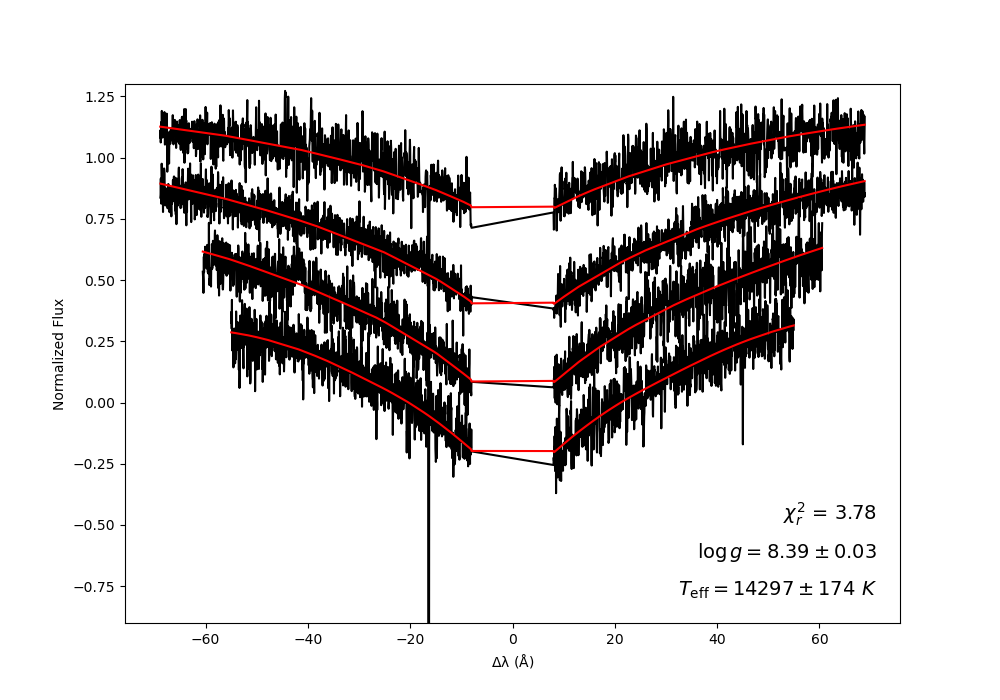 1.25
1.00
0.75
0.50
0.25
0.00
−0.25
−0.50
−0.75
Normalized Flux
χ²ᵣ = 3.78
log g = 8.39 ± 0.03
T_eff = 14297 ± 174 K
−60 −40 −20 0 20 40 60
Δλ (Å)